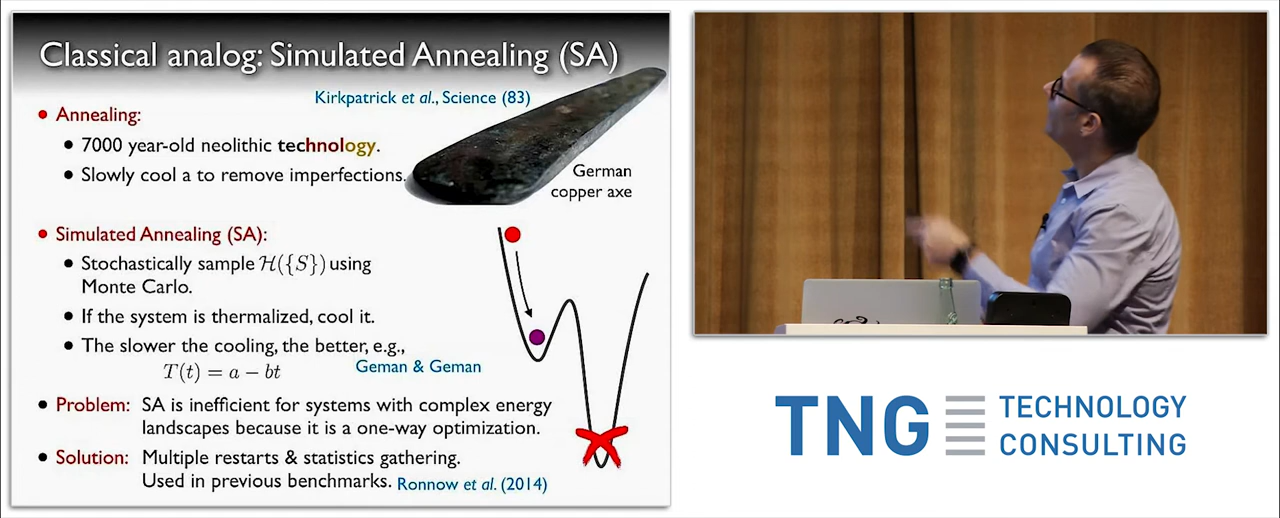 Classical analog: Simulated Annealing (SA)
Kirkpatrick et al., Science (83)
• Annealing:
• 7000 year-old neolithic technology.
• Slowly cool a to remove imperfections.
German
copper axe
• Simulated Annealing (SA):
• Stochastically sample ℋ({S}) using
Monte Carlo.
• If the system is thermalized, cool it.
• The slower the cooling, the better, e.g.,
T(t) = a − bt
Geman & Geman
• Problem: SA is inefficient for systems with complex energy
landscapes because it is a one-way optimization.
• Solution: Multiple restarts & statistics gathering.
Used in previous benchmarks. Ronnow et al. (2014)
TNG TECHNOLOGY
CONSULTING